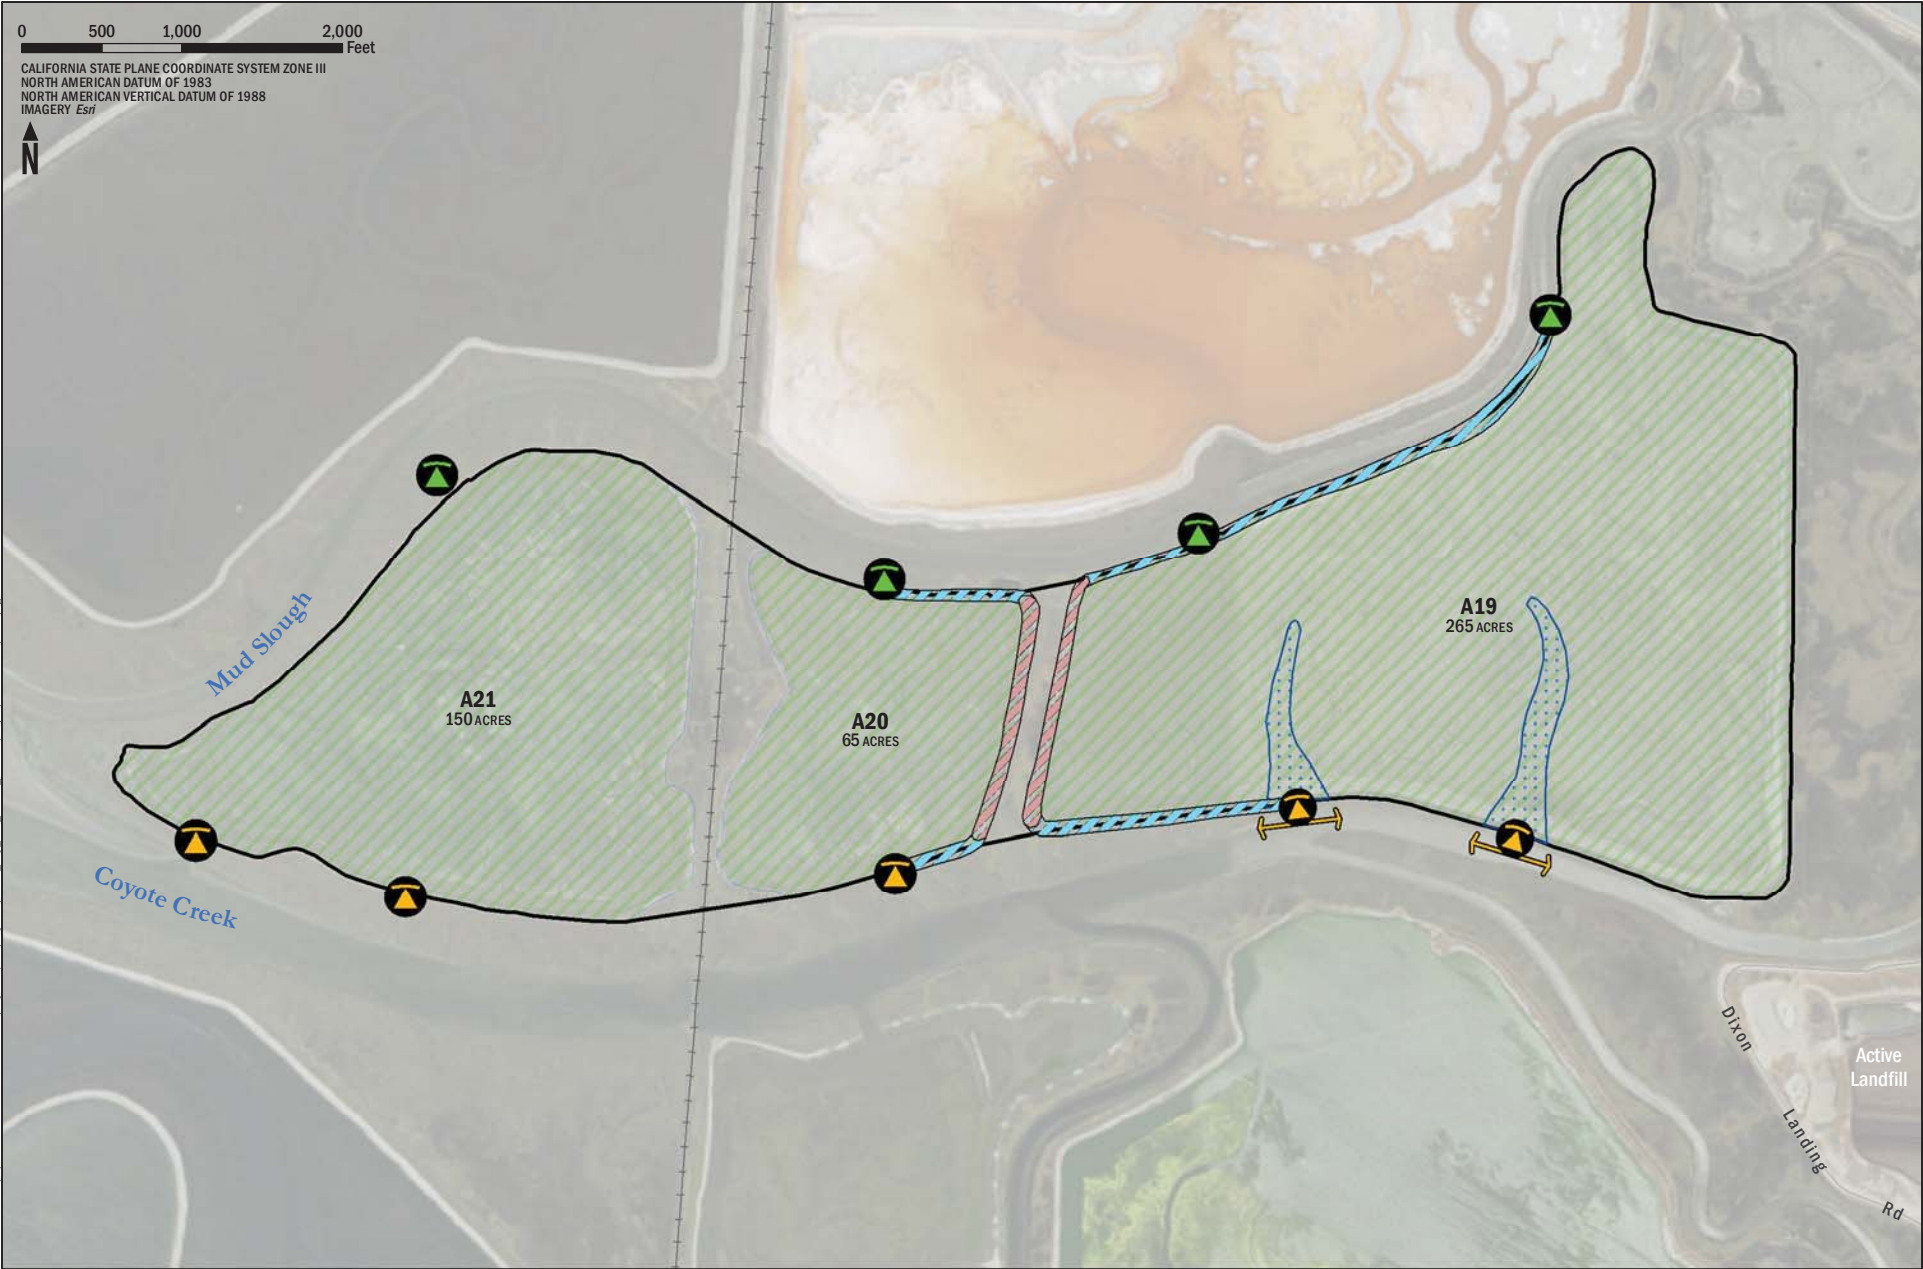 0 500 1,000 2,000
Feet
CALIFORNIA STATE PLANE COORDINATE SYSTEM ZONE III
NORTH AMERICAN DATUM OF 1983
NORTH AMERICAN VERTICAL DATUM OF 1988
IMAGERY Esri
N
Mud Slough
A19
265 ACRES
A21
150 ACRES
A20
65 ACRES
Coyote Creek
Dixon
Landing
Rd
Active
Landfill